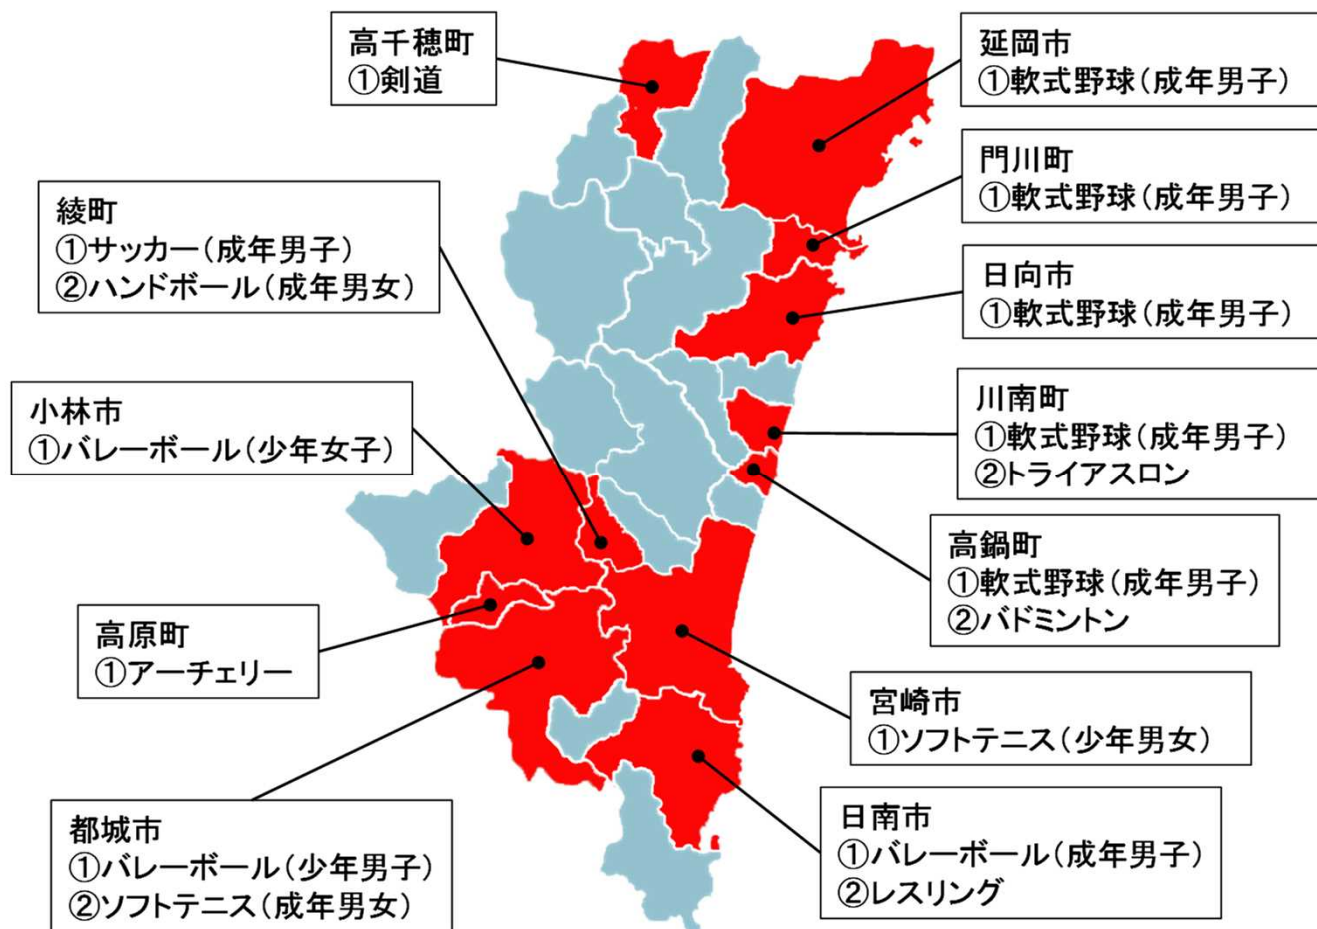 高千穂町
①剣道
延岡市
①軟式野球(成年男子)
門川町
①軟式野球(成年男子)
綾町
①サッカー(成年男子)
②ハンドボール(成年男女)
日向市
①軟式野球(成年男子)
小林市
①バレーボール(少年女子)
川南町
①軟式野球(成年男子)
②トライアスロン
高鍋町
①軟式野球(成年男子)
②バドミントン
高原町
①アーチェリー
宮崎市
①ソフトテニス(少年男女)
都城市
①バレーボール(少年男子)
②ソフトテニス(成年男女)
日南市
①バレーボール(成年男子)
②レスリング